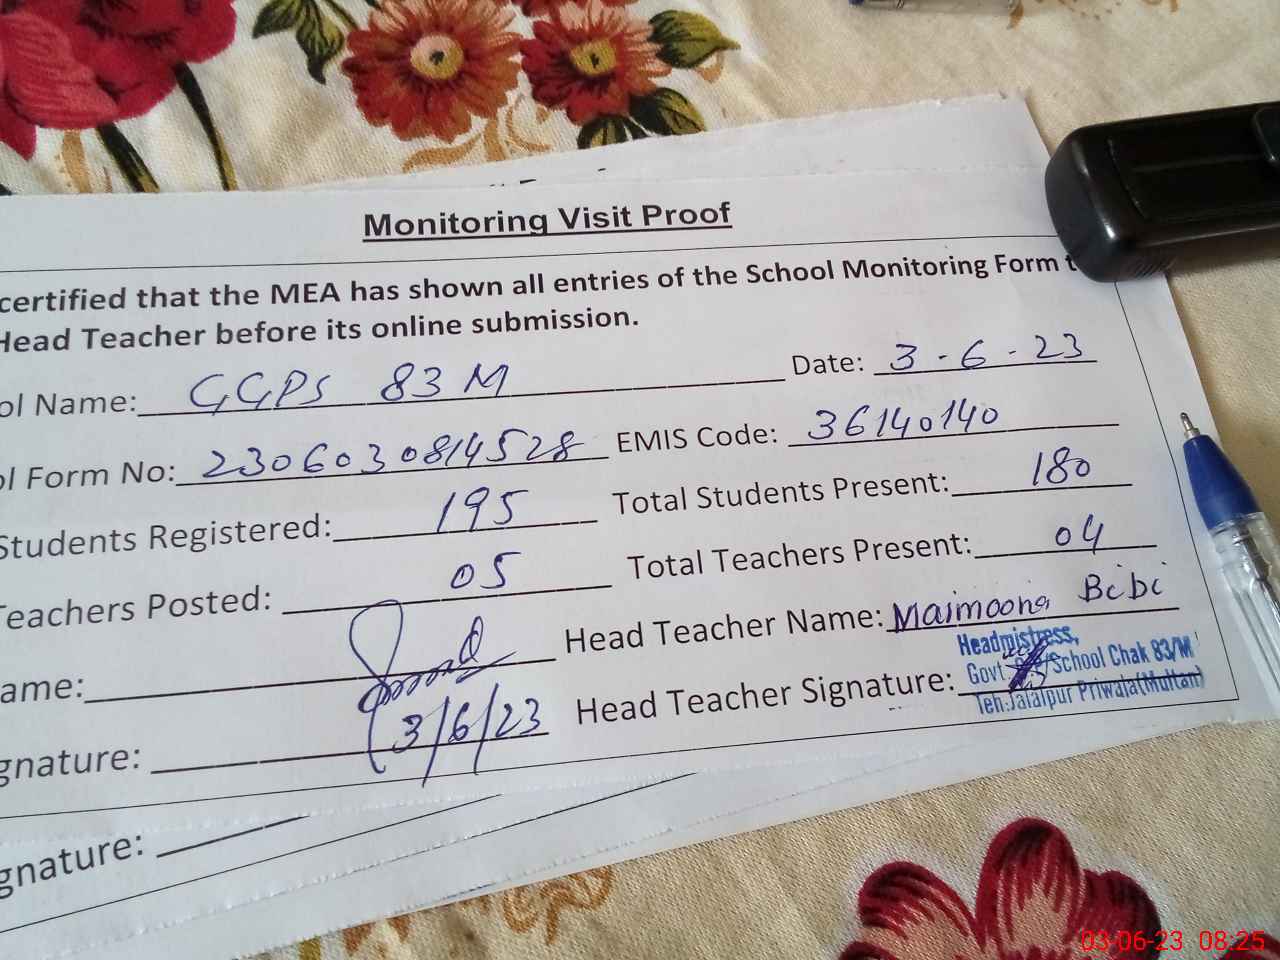 Monitoring Visit Proof
certified that the MEA has shown all entries of the School Monitoring Form t
Head Teacher before its online submission.
ol Name: GGPS 83 M Date: 3-6-23
ol Form No: 2306030814528 EMIS Code: 36140140
Students Registered: 195 Total Students Present: 180
Teachers Posted: 05 Total Teachers Present: 04
ame: Head Teacher Name: Maimoona Bibi
gnature: 3/6/23 Head Teacher Signature:
Headmistress,
Govt. School Chak 83/M
Teh: Jalalpur Priwala (Multan)
gnature:
03-06-23 08:25